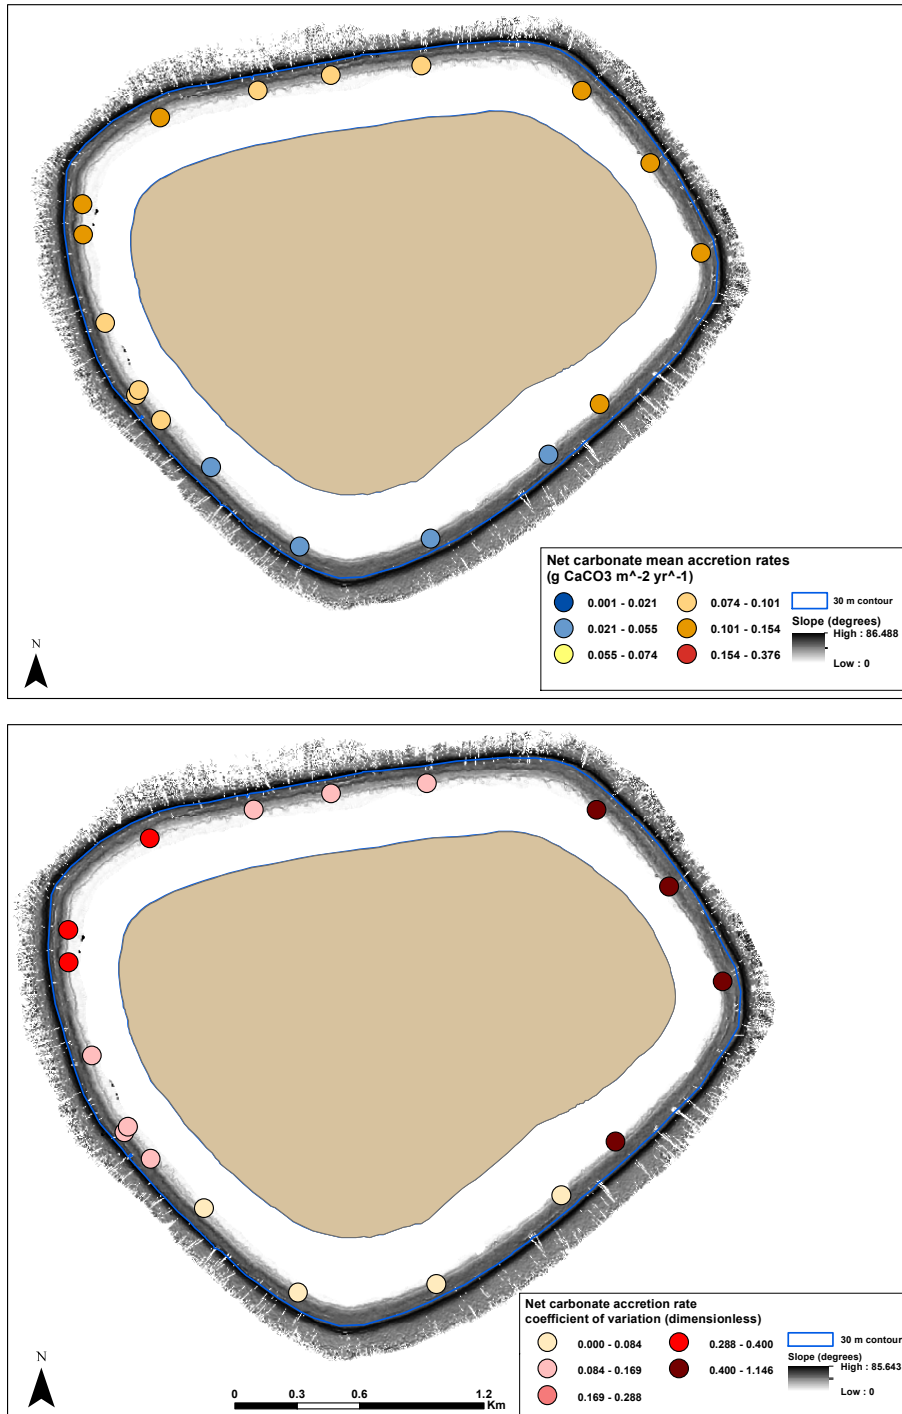 Net carbonate mean accretion rates
(g CaCO3 m^-2 yr^-1)
0.001 - 0.021
0.074 - 0.101
30 m contour
0.021 - 0.055
0.101 - 0.154
Slope (degrees)
High : 86.488
0.055 - 0.074
0.154 - 0.376
Low : 0
N
Net carbonate accretion rate
coefficient of variation (dimensionless)
0.000 - 0.084
0.288 - 0.400
30 m contour
0.084 - 0.169
0.400 - 1.146
Slope (degrees)
High : 85.643
0.169 - 0.288
Low : 0
N
0 0.3 0.6 1.2
Km